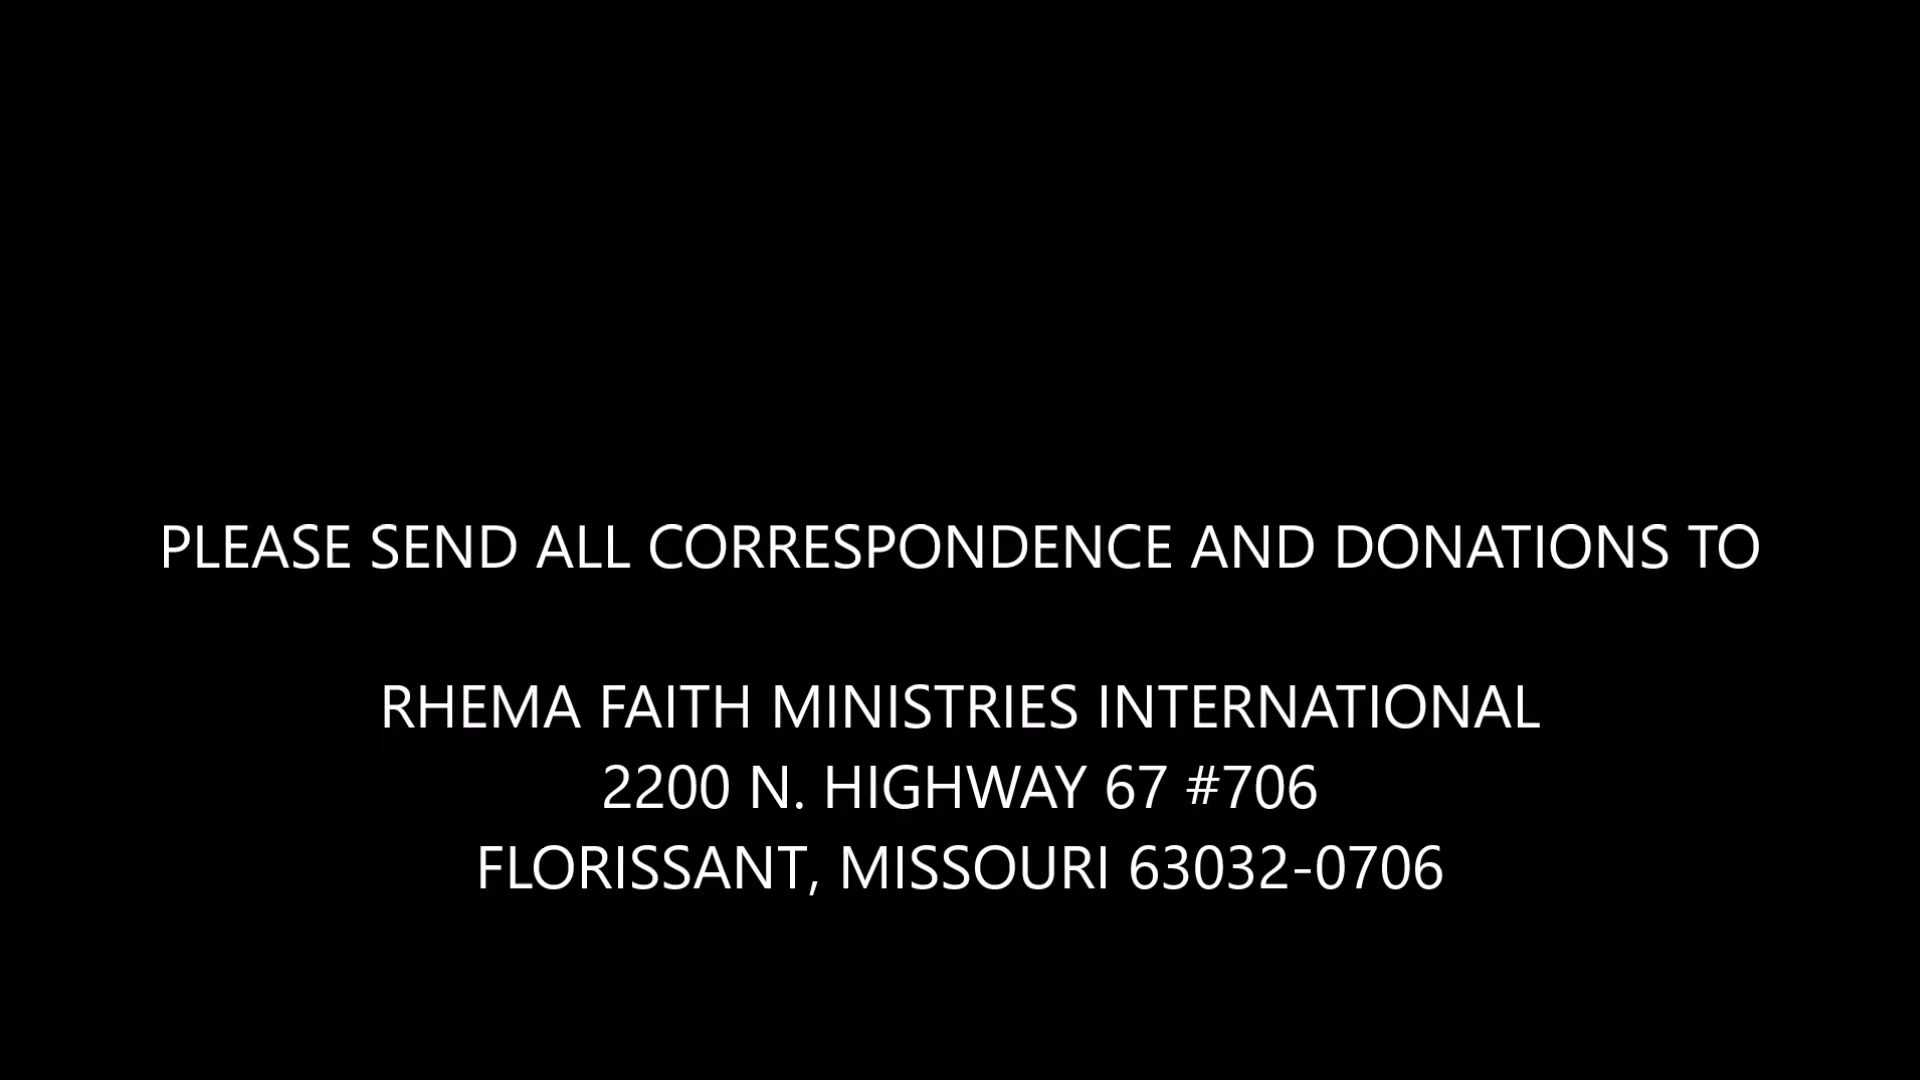 PLEASE SEND ALL CORRESPONDENCE AND DONATIONS TO
RHEMA FAITH MINISTRIES INTERNATIONAL
2200 N. HIGHWAY 67 #706
FLORISSANT, MISSOURI 63032-0706